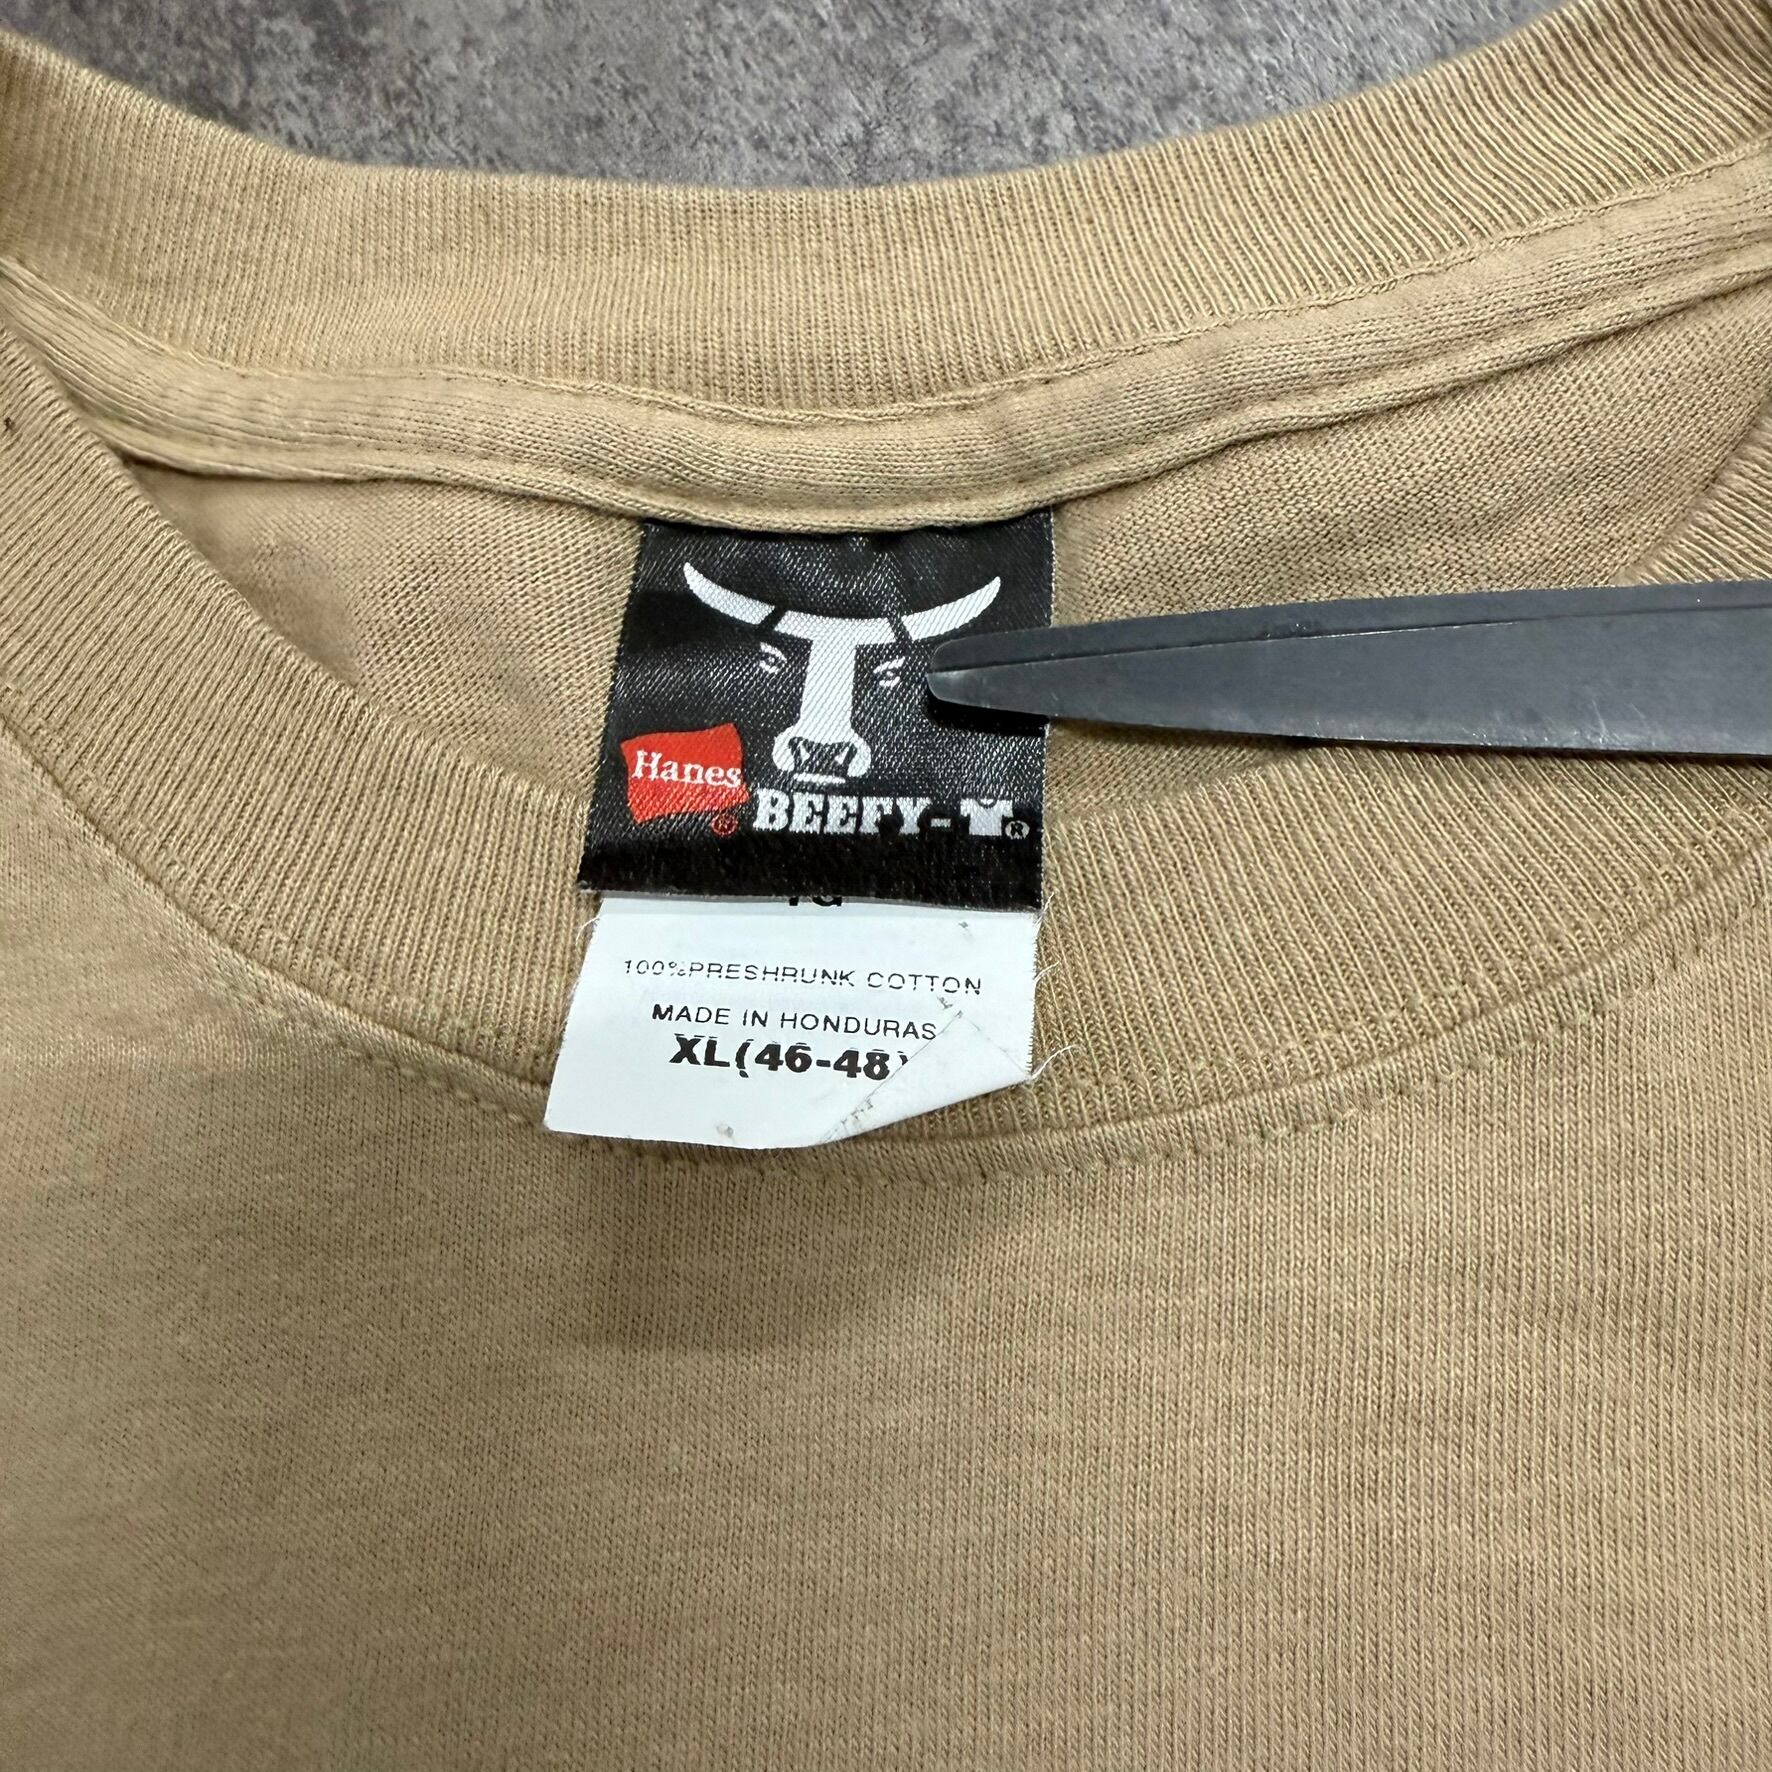 Hanes
®
BEEFY-T®
100%PRESHRUNK COTTON
MADE IN HONDURAS
XL(46-48)